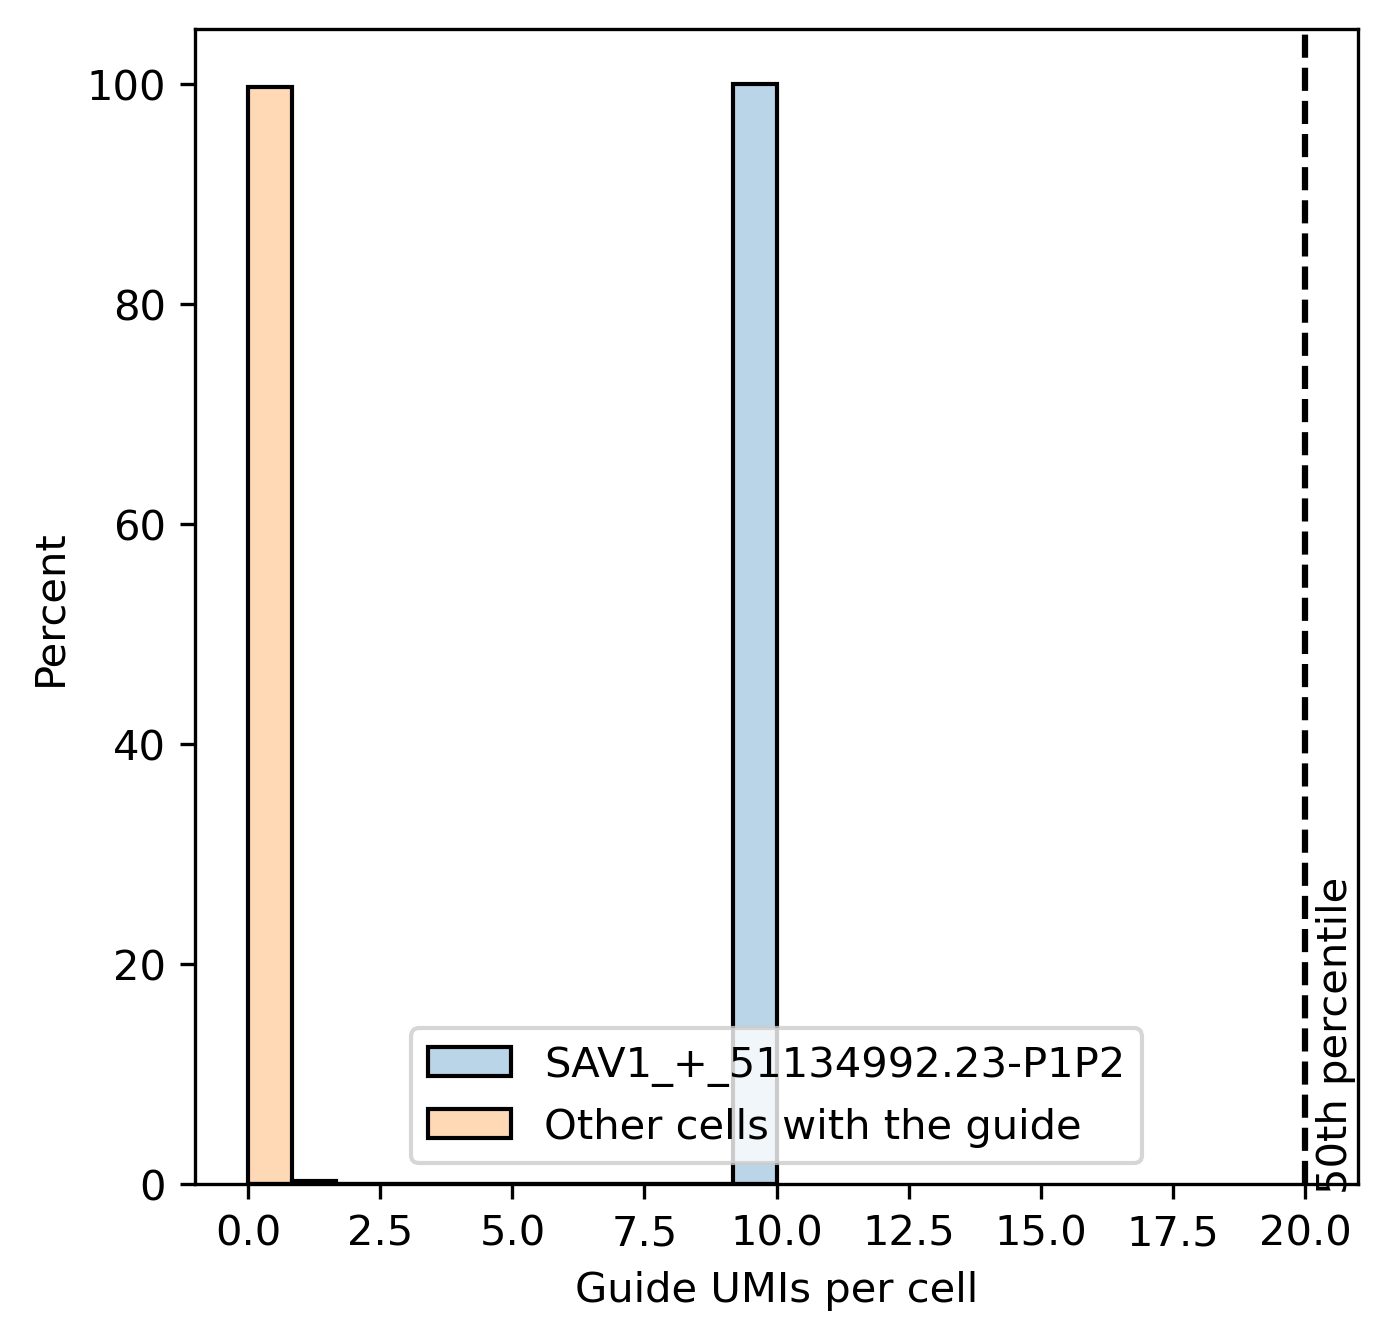 100
80
60
40
20
0
Percent
SAV1_+_51134992.23-P1P2
Other cells with the guide
50th percentile
0.0 2.5 5.0 7.5 10.0 12.5 15.0 17.5 20.0
Guide UMIs per cell